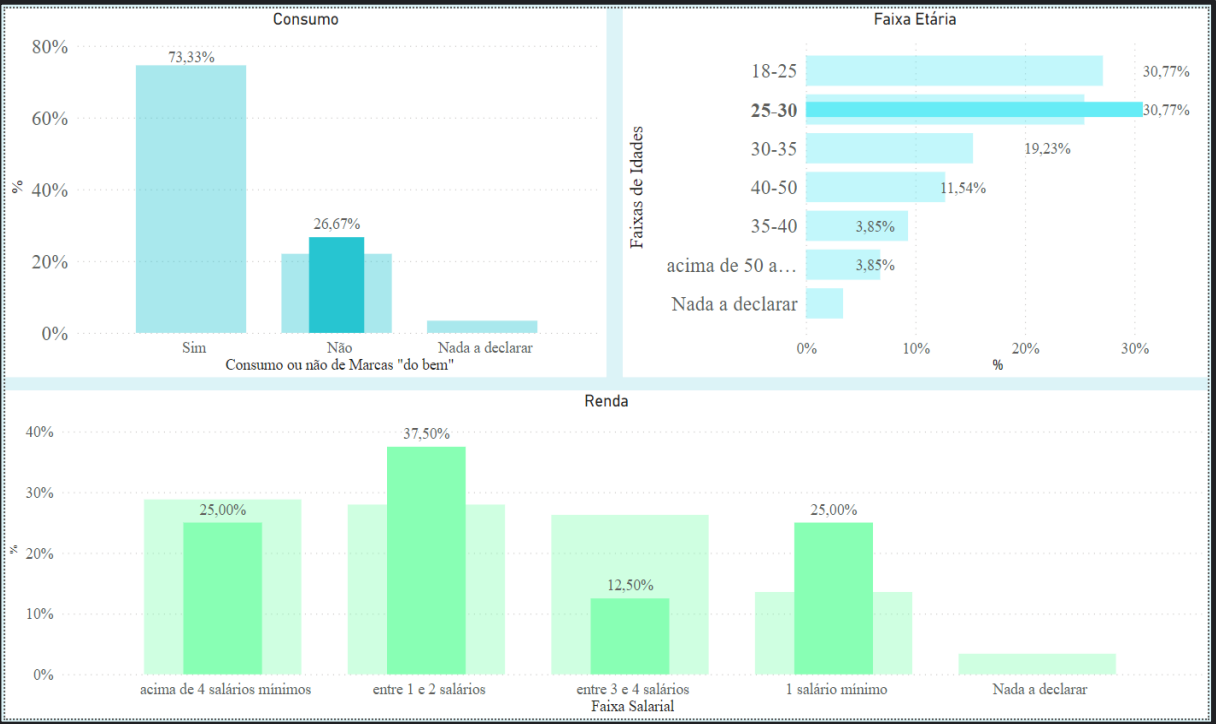 Consumo
80%
73,33%
60%
%
40%
26,67%
20%
0%
Sim
Não
Nada a declarar
Consumo ou não de Marcas "do bem"
Faixa Etária
Faixas de Idades
18-25
30,77%
25-30
30,77%
30-35
19,23%
40-50
11,54%
35-40
3,85%
acima de 50 a...
3,85%
Nada a declarar
0%
10%
20%
30%
%
Renda
40%
37,50%
30%
25,00%
25,00%
%
20%
12,50%
10%
0%
acima de 4 salários mínimos
entre 1 e 2 salários
entre 3 e 4 salários
1 salário mínimo
Nada a declarar
Faixa Salarial